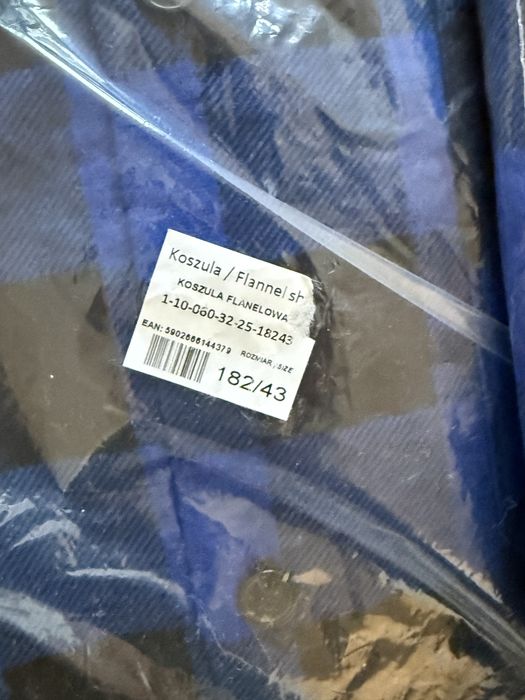 Koszula / Flannel sh
KOSZULA FLANELOWA
1-10-060-32-25-18243
EAN: 5902666144379 ROZMIAR / SIZE
182/43